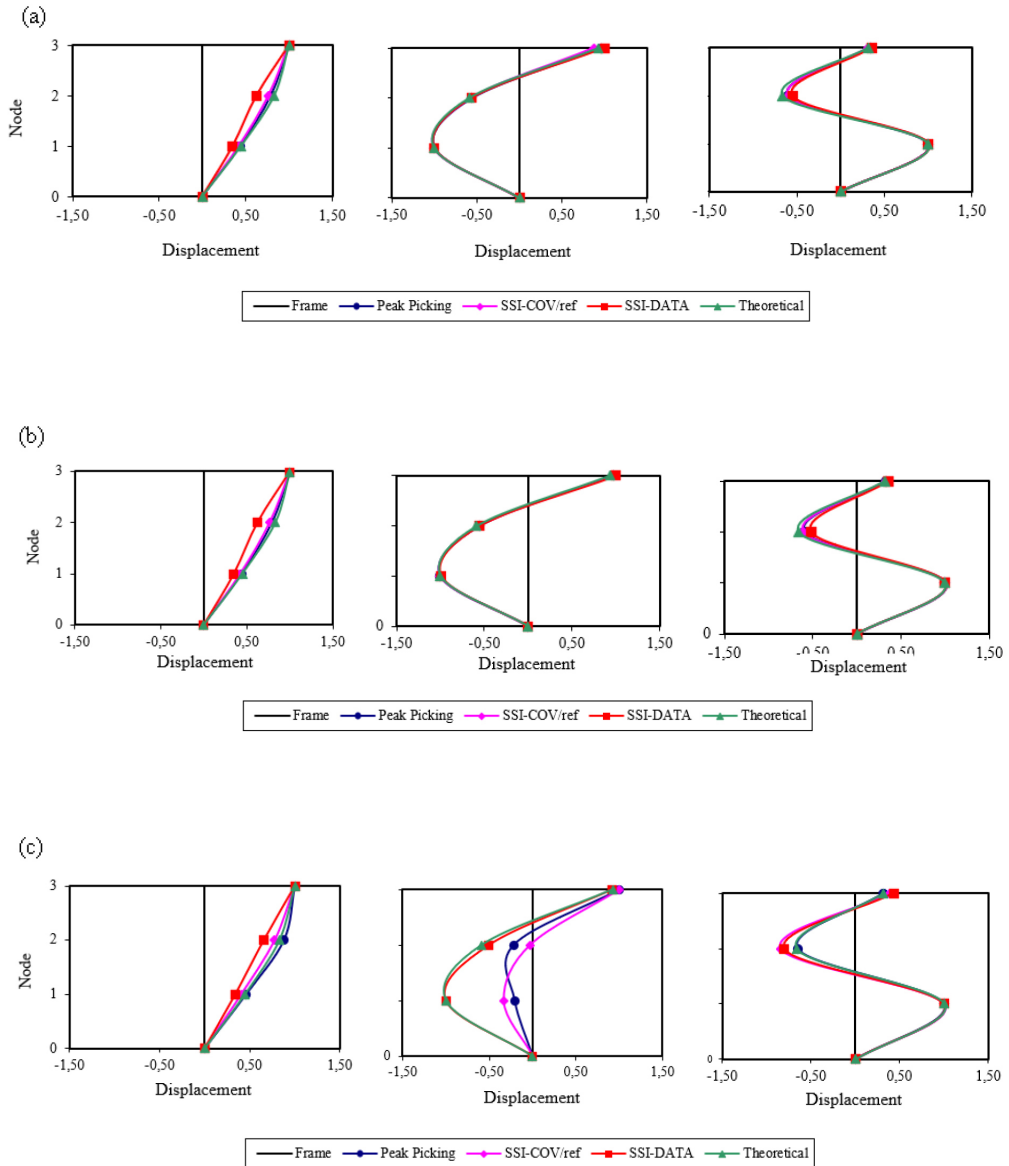 (a)
3
2
1
0
Node
-1,50 -0,50 0,50 1,50
Displacement
-1,50 -0,50 0,50 1,50
Displacement
-1,50 -0,50 0,50 1,50
Displacement
Frame Peak Picking SSI-COV/ref SSI-DATA Theoretical
(b)
3
2
1
0
Node
-1,50 -0,50 0,50 1,50
Displacement
0
-1,50 -0,50 0,50 1,50
Displacement
0
-1,50 -0,50 0,50 1,50
Displacement
Frame Peak Picking SSI-COV/ref SSI-DATA Theoretical
(c)
3
2
1
0
Node
-1,50 -0,50 0,50 1,50
Displacement
0
-1,50 -0,50 0,50 1,50
Displacement
0
-1,50 -0,50 0,50 1,50
Displacement
Frame Peak Picking SSI-COV/ref SSI-DATA Theoretical